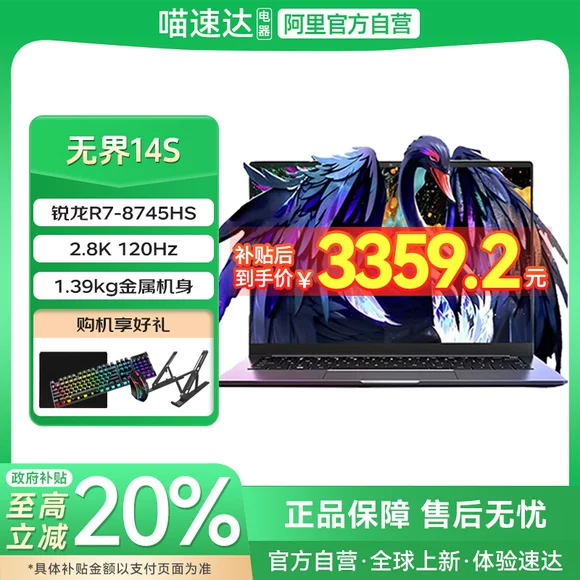 喵速达电器 阿里官方自营
无界14S
锐龙R7-8745HS
2.8K 120Hz
1.39kg金属机身
购机享好礼
补贴后
到手价¥3359.2元
政府补贴
至高
立减20%
*具体补贴金额以支付页面为准
正品保障 售后无忧
官方自营·全球上新·体验速达